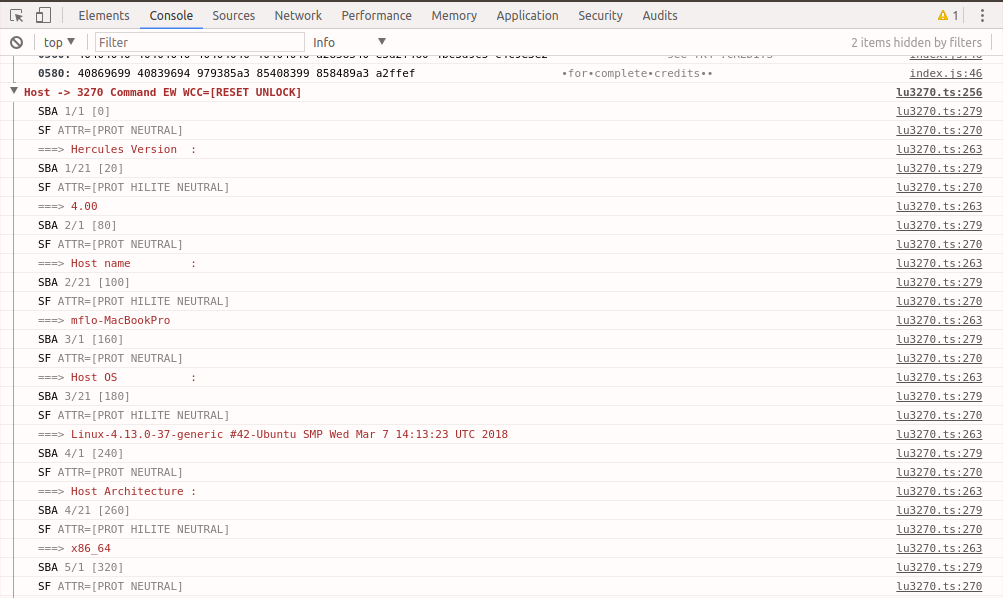 Elements Console Sources Network Performance Memory Application Security Audits 1
top Filter Info 2 items hidden by filters
0580: 40869699 40839694 979385a3 85408399 858489a3 a2ffef •for•complete•credits•• index.js:46
Host -> 3270 Command EW WCC=[RESET UNLOCK] lu3270.ts:256
SBA 1/1 [0] lu3270.ts:279
SF ATTR=[PROT NEUTRAL] lu3270.ts:270
===> Hercules Version : lu3270.ts:263
SBA 1/21 [20] lu3270.ts:279
SF ATTR=[PROT HILITE NEUTRAL] lu3270.ts:270
===> 4.00 lu3270.ts:263
SBA 2/1 [80] lu3270.ts:279
SF ATTR=[PROT NEUTRAL] lu3270.ts:270
===> Host name : lu3270.ts:263
SBA 2/21 [100] lu3270.ts:279
SF ATTR=[PROT HILITE NEUTRAL] lu3270.ts:270
===> mflo-MacBookPro lu3270.ts:263
SBA 3/1 [160] lu3270.ts:279
SF ATTR=[PROT NEUTRAL] lu3270.ts:270
===> Host OS : lu3270.ts:263
SBA 3/21 [180] lu3270.ts:279
SF ATTR=[PROT HILITE NEUTRAL] lu3270.ts:270
===> Linux-4.13.0-37-generic #42-Ubuntu SMP Wed Mar 7 14:13:23 UTC 2018 lu3270.ts:263
SBA 4/1 [240] lu3270.ts:279
SF ATTR=[PROT NEUTRAL] lu3270.ts:270
===> Host Architecture : lu3270.ts:263
SBA 4/21 [260] lu3270.ts:279
SF ATTR=[PROT HILITE NEUTRAL] lu3270.ts:270
===> x86_64 lu3270.ts:263
SBA 5/1 [320] lu3270.ts:279
SF ATTR=[PROT NEUTRAL] lu3270.ts:270